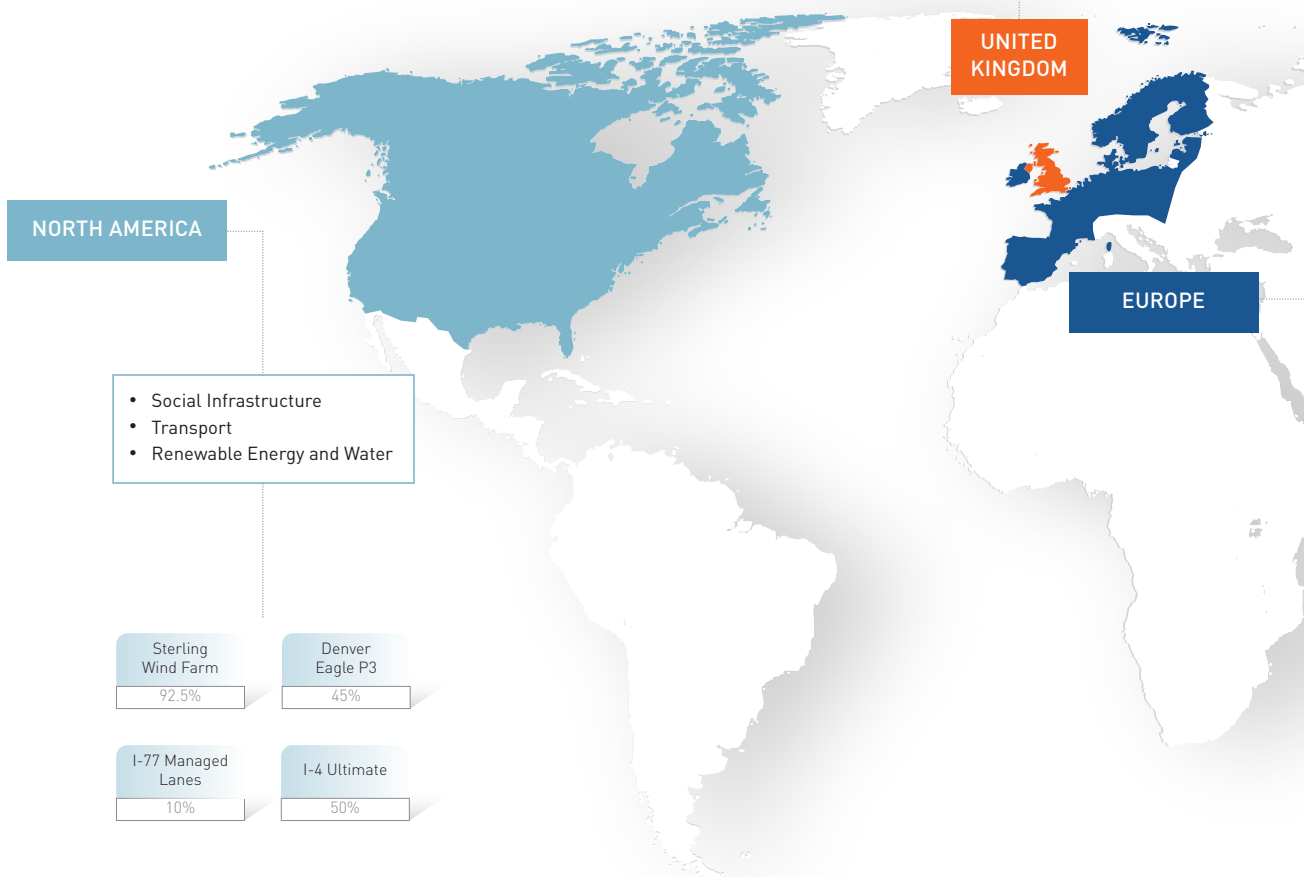 UNITED
KINGDOM
NORTH AMERICA
EUROPE
• Social Infrastructure
• Transport
• Renewable Energy and Water
Sterling
Wind Farm
92.5%
Denver
Eagle P3
45%
I-77 Managed
Lanes
10%
I-4 Ultimate
50%